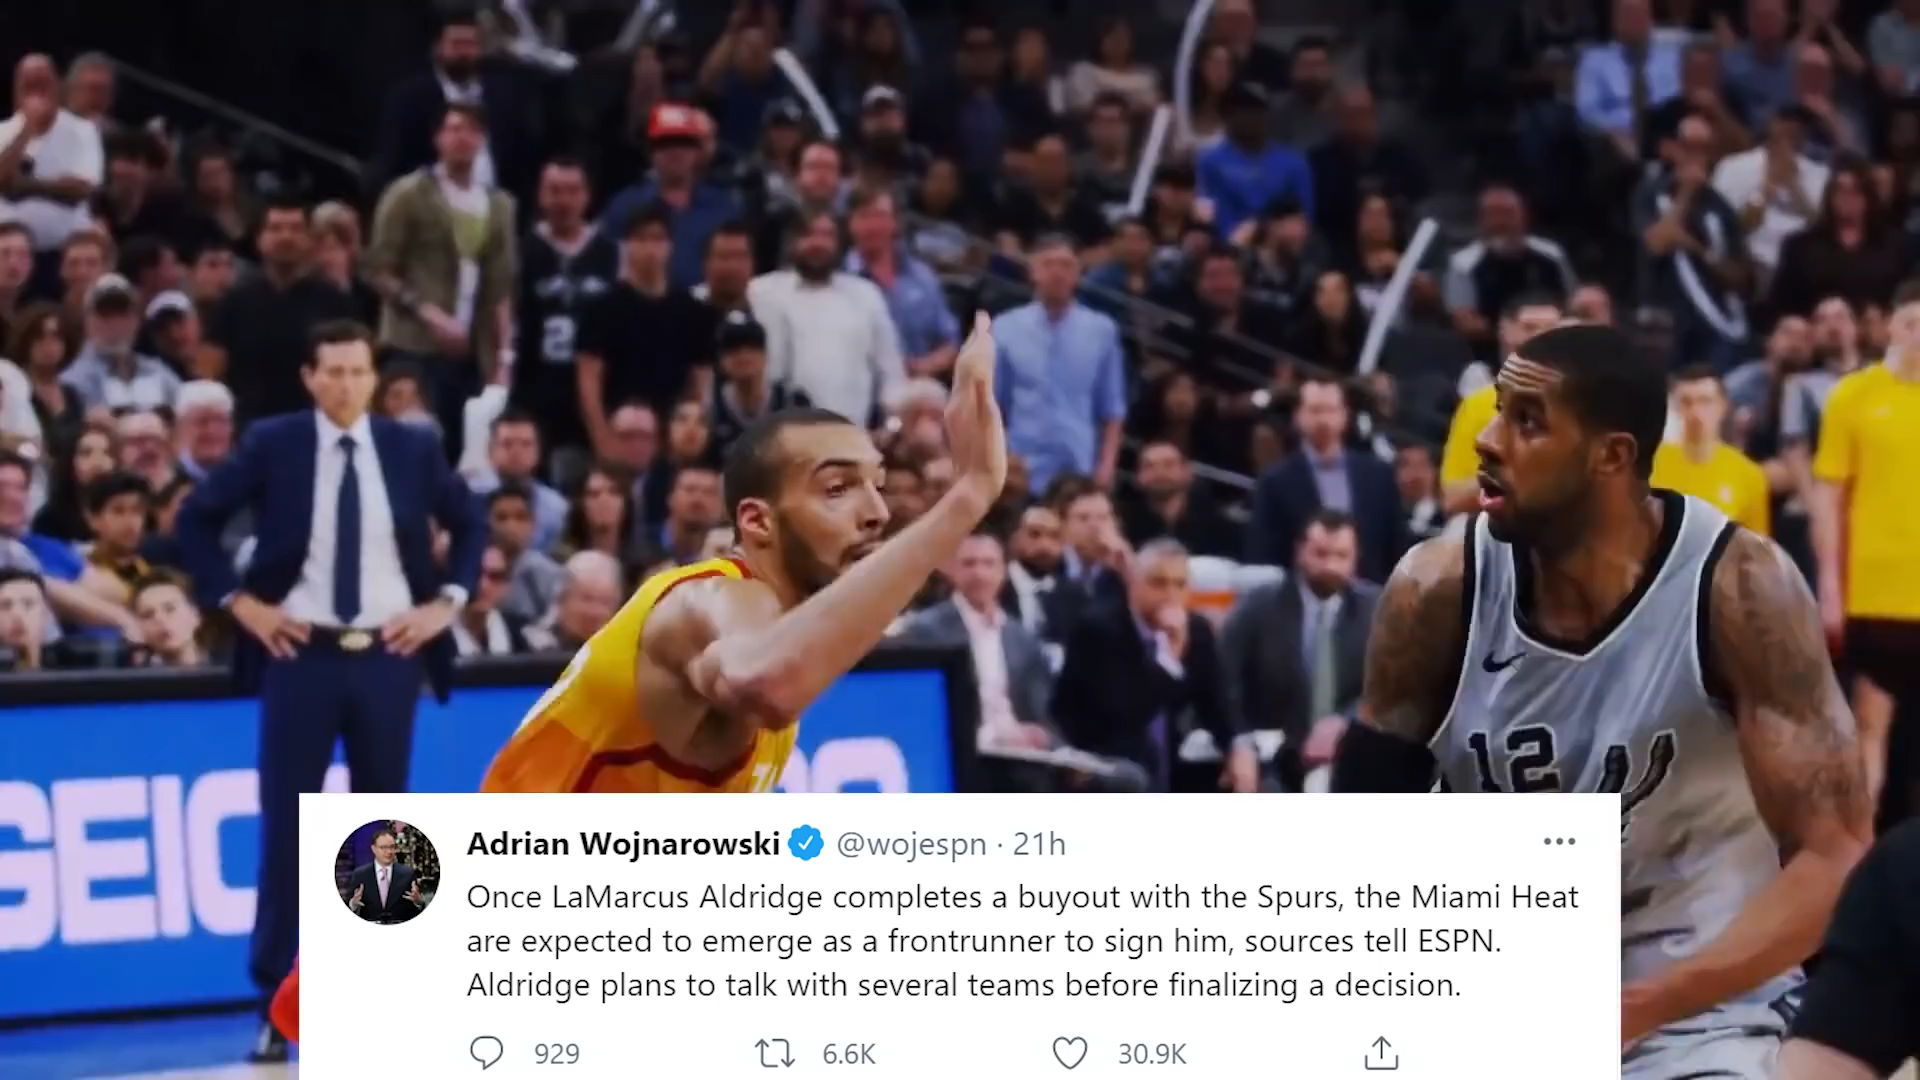 2
GEIC
12
Adrian Wojnarowski @wojespn · 21h
Once LaMarcus Aldridge completes a buyout with the Spurs, the Miami Heat
are expected to emerge as a frontrunner to sign him, sources tell ESPN.
Aldridge plans to talk with several teams before finalizing a decision.
929 6.6K 30.9K